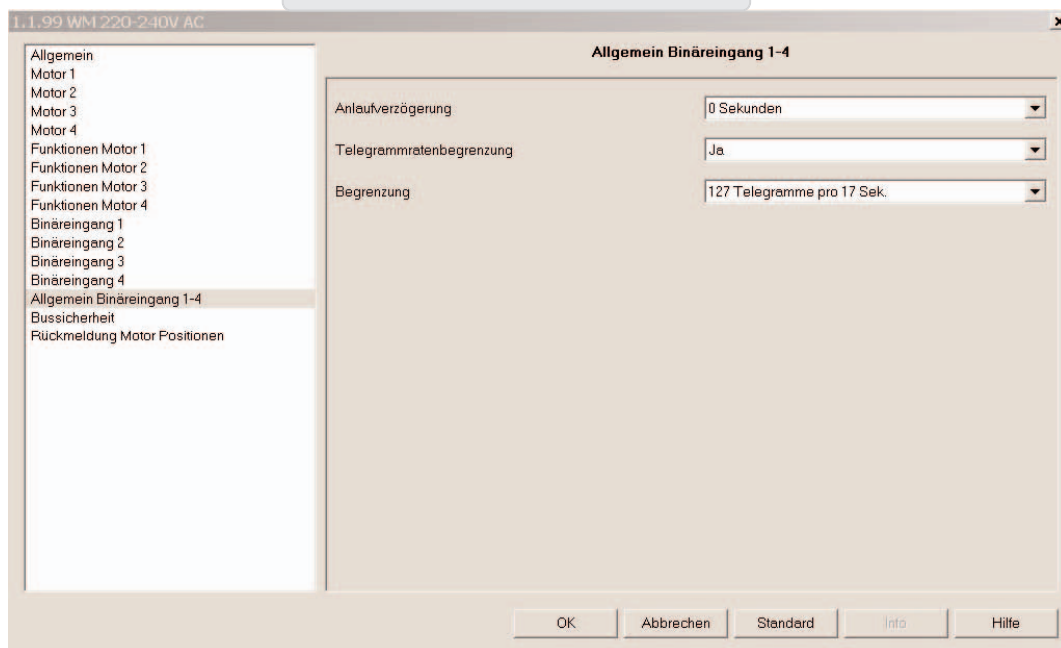 1.1.99 WM 220-240V AC
x
Allgemein
Motor 1
Motor 2
Motor 3
Motor 4
Funktionen Motor 1
Funktionen Motor 2
Funktionen Motor 3
Funktionen Motor 4
Binäreingang 1
Binäreingang 2
Binäreingang 3
Binäreingang 4
Allgemein Binäreingang 1-4
Bussicherheit
Rückmeldung Motor Positionen
Allgemein Binäreingang 1-4
Anlaufverzögerung 0 Sekunden
Telegrammratenbegrenzung Ja
Begrenzung 127 Telegramme pro 17 Sek.
OK Abbrechen Standard Info Hilfe